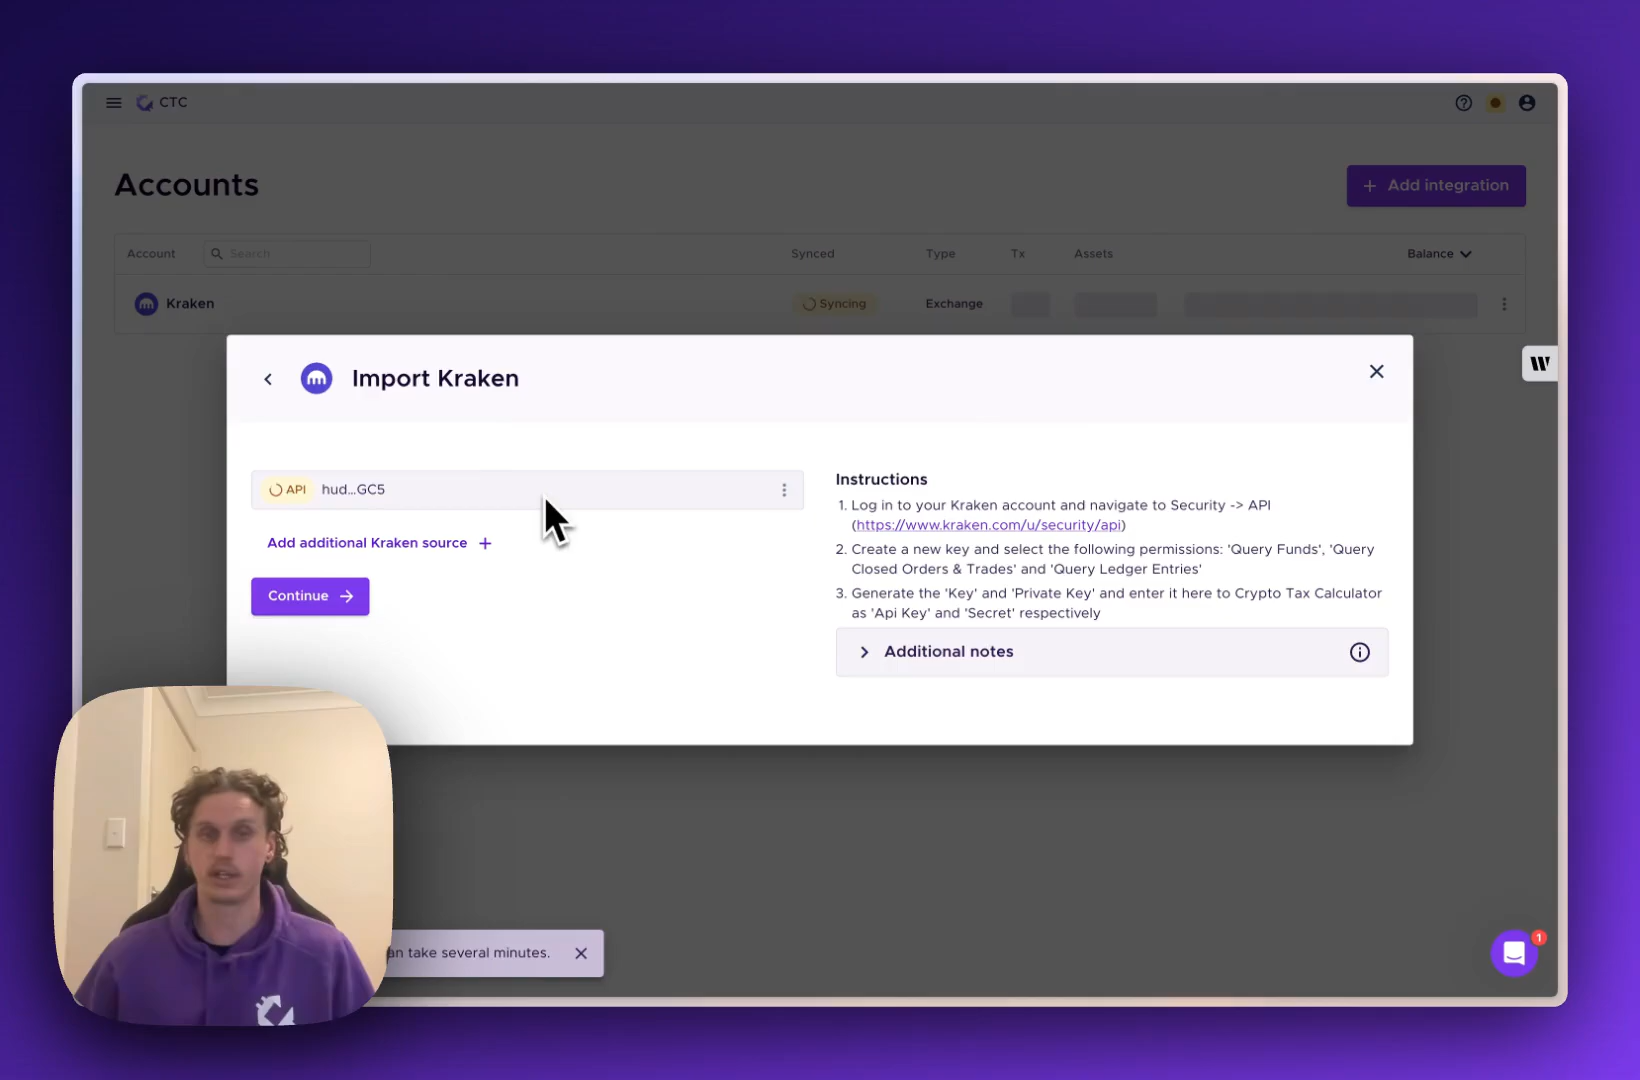 CTC
Accounts
+ Add integration
Account
Search
Synced
Type
Tx
Assets
Balance
Kraken
Syncing
Exchange
Import Kraken
API
hud...GC5
Add additional Kraken source +
Continue
Instructions
1. Log in to your Kraken account and navigate to Security -> API
(https://www.kraken.com/u/security/api)
2. Create a new key and select the following permissions: 'Query Funds', 'Query
Closed Orders & Trades' and 'Query Ledger Entries'
3. Generate the 'Key' and 'Private Key' and enter it here to Crypto Tax Calculator
as 'Api Key' and 'Secret' respectively
Additional notes
take several minutes.
1